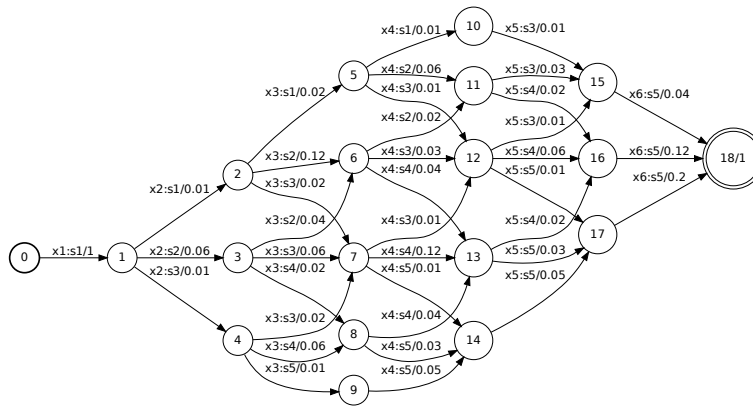 0
x1:s1/1
1
x2:s1/0.01
x2:s2/0.06
x2:s3/0.01
2
3
4
x3:s1/0.02
x3:s2/0.12
x3:s3/0.02
x3:s2/0.04
x3:s3/0.06
x3:s4/0.02
x3:s3/0.02
x3:s4/0.06
x3:s5/0.01
5
6
7
8
9
x4:s1/0.01
x4:s2/0.06
x4:s3/0.01
x4:s2/0.02
x4:s3/0.03
x4:s4/0.04
x4:s3/0.01
x4:s4/0.12
x4:s5/0.01
x4:s4/0.04
x4:s5/0.03
x4:s5/0.05
10
11
12
13
14
x5:s3/0.01
x5:s3/0.03
x5:s4/0.02
x5:s3/0.01
x5:s4/0.06
x5:s5/0.01
x5:s4/0.02
x5:s5/0.03
x5:s5/0.05
15
16
17
x6:s5/0.04
x6:s5/0.12
x6:s5/0.2
18/1